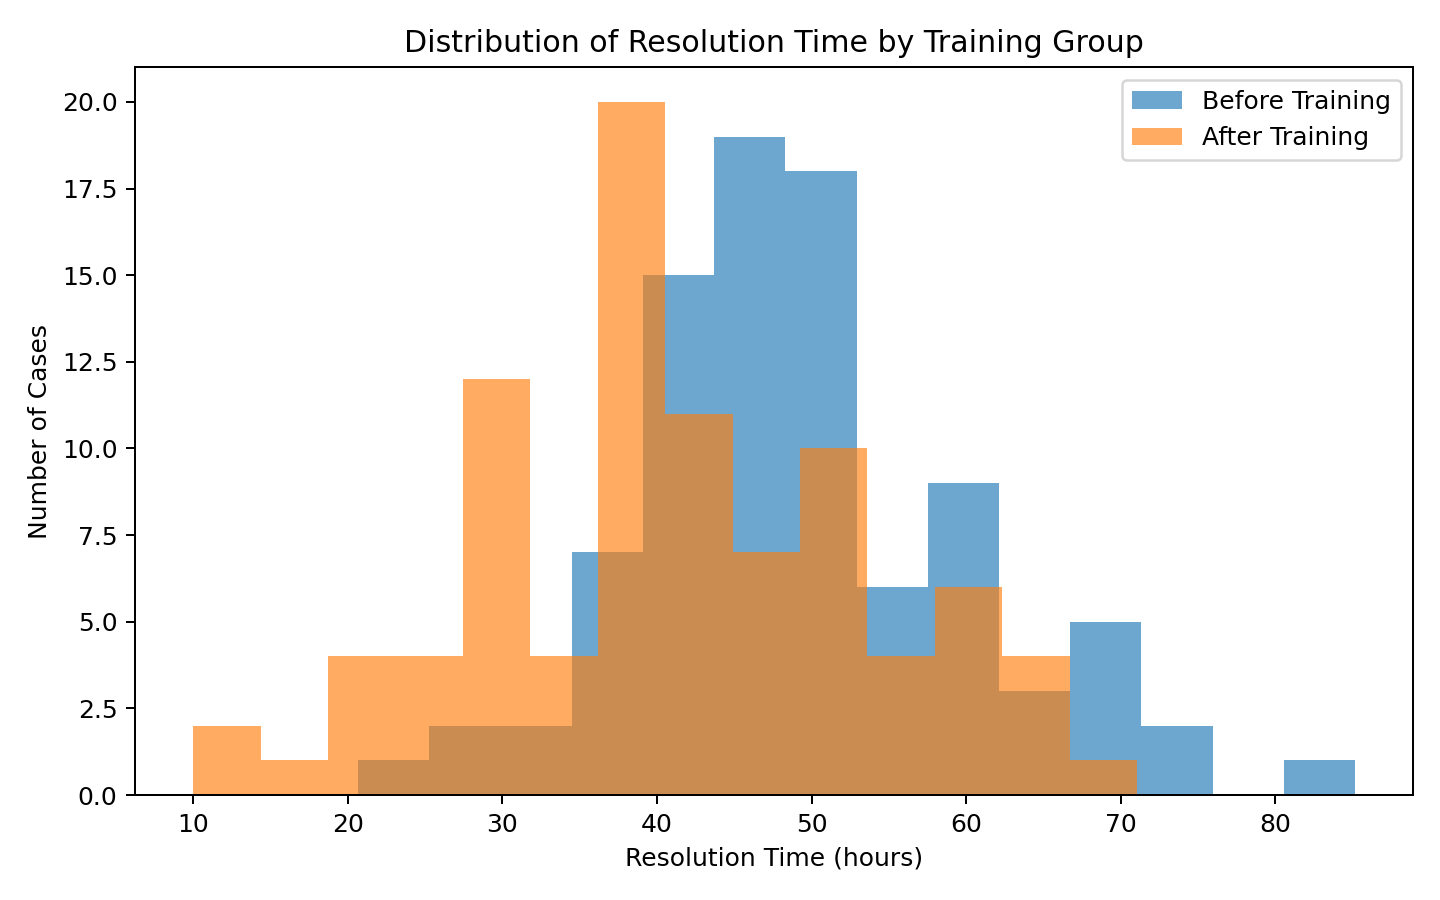 Distribution of Resolution Time by Training Group
Before Training
After Training
20.0
17.5
15.0
12.5
10.0
7.5
5.0
2.5
0.0
Number of Cases
10 20 30 40 50 60 70 80
Resolution Time (hours)